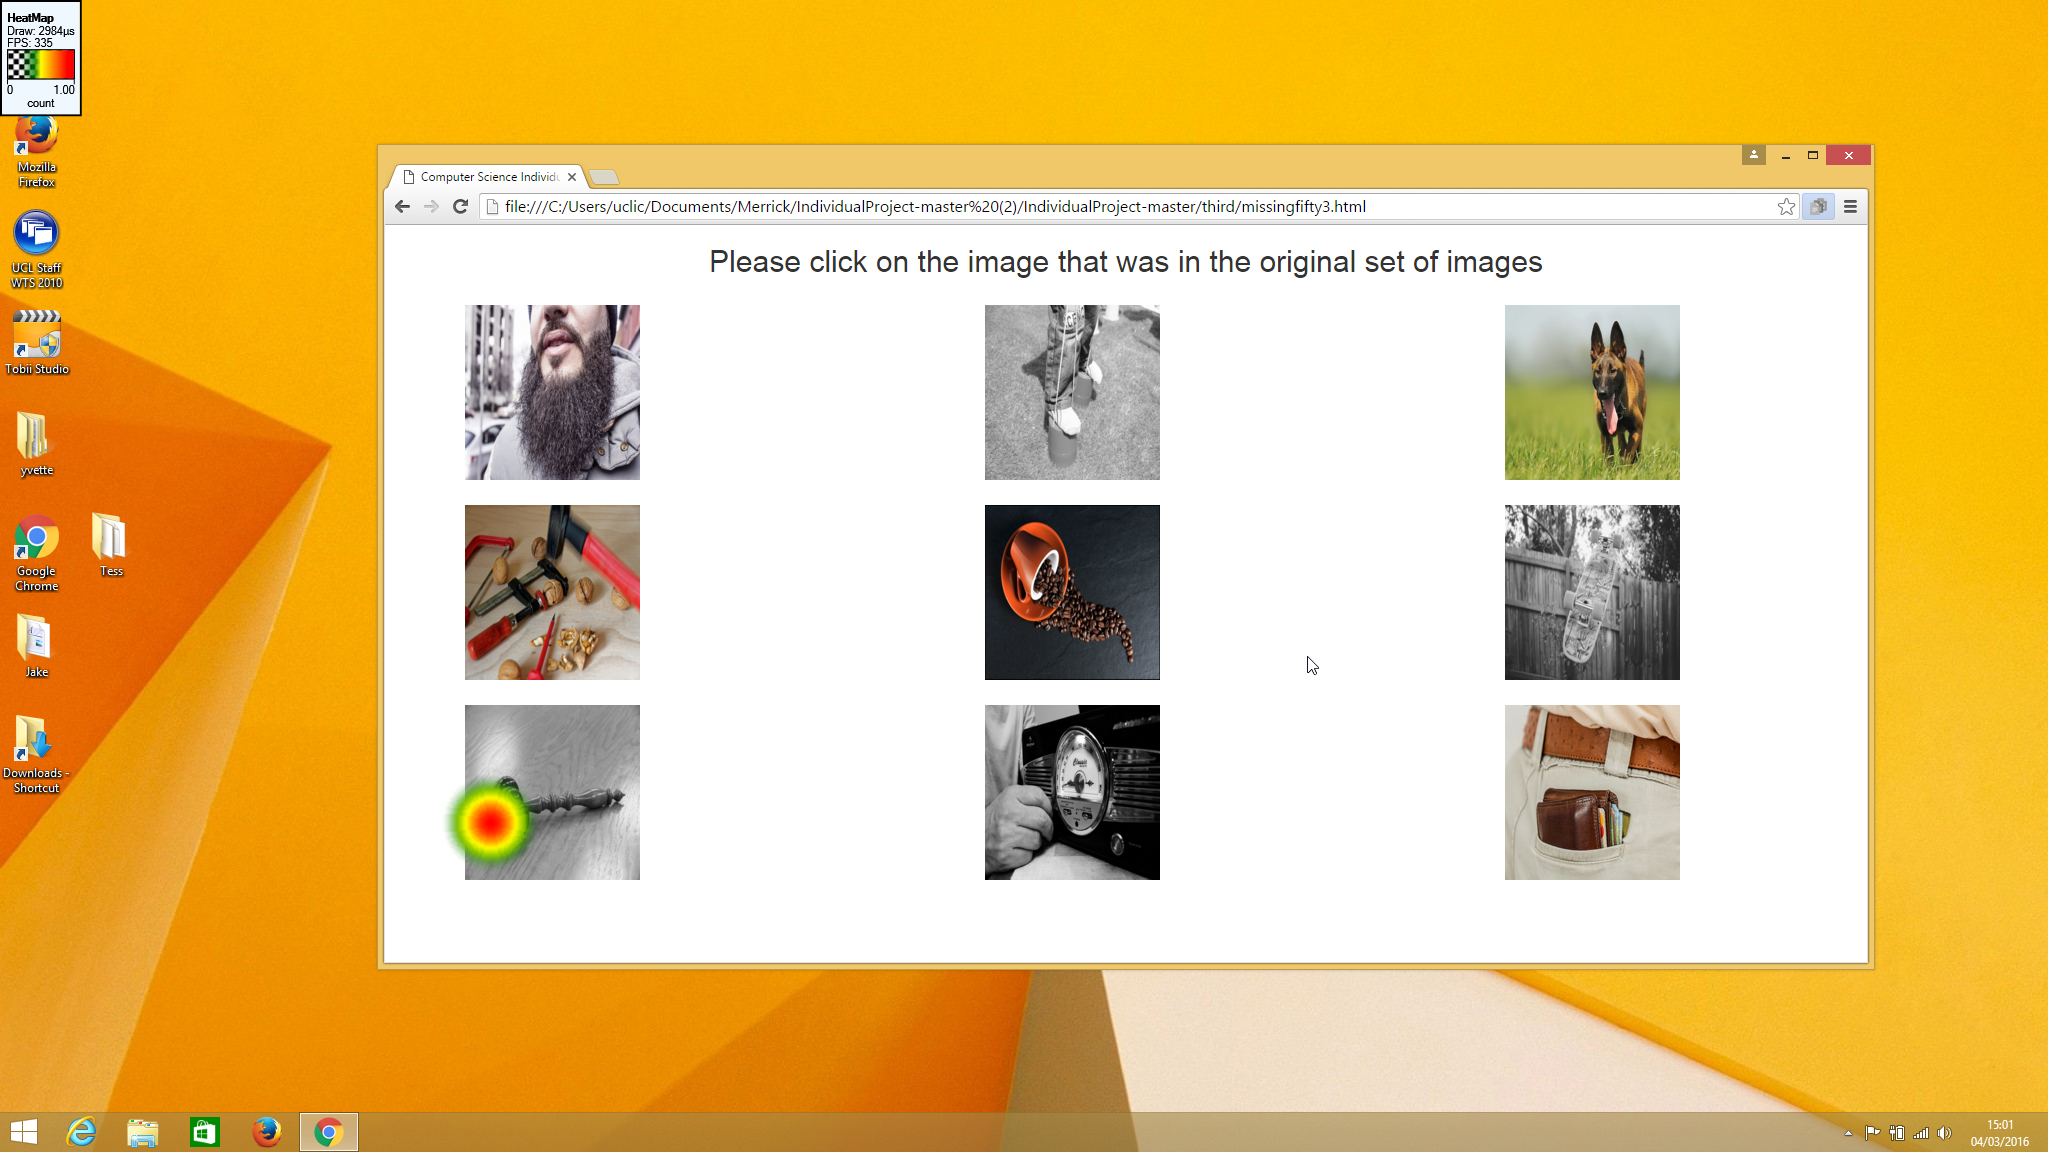 HeatMap
Draw: 2984µs
FPS: 335
0 1.00
count
Mozilla
Firefox
UCL Staff
WTS 2010
Tobii Studio
yvette
Google
Chrome
Tess
Jake
Downloads -
Shortcut
Computer Science Individu
file:///C:/Users/uclic/Documents/Merrick/IndividualProject-master%20(2)/IndividualProject-master/third/missingfifty3.html
Please click on the image that was in the original set of images
Classic
15:01
04/03/2016